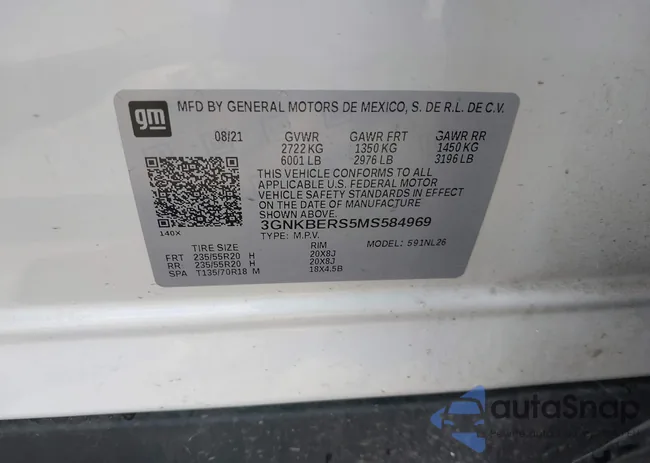 gm
MFD BY GENERAL MOTORS DE MEXICO, S. DE R.L. DE C.V.
08/21 GVWR GAWR FRT GAWR RR
2722 KG 1350 KG 1450 KG
6001 LB 2976 LB 3196 LB
THIS VEHICLE CONFORMS TO ALL
APPLICABLE U.S. FEDERAL MOTOR
VEHICLE SAFETY STANDARDS IN EFFECT
ON THE DATE OF MANUFACTURE
SHOWN ABOVE.
3GNKBERS5MS584969
140X TYPE: M.P.V. MODEL: 591NL26
TIRE SIZE RIM
FRT 235/55R20 H 20X8J
RR 235/55R20 H 20X8J
SPA T135/70R18 M 18X4.5B
autaSnap